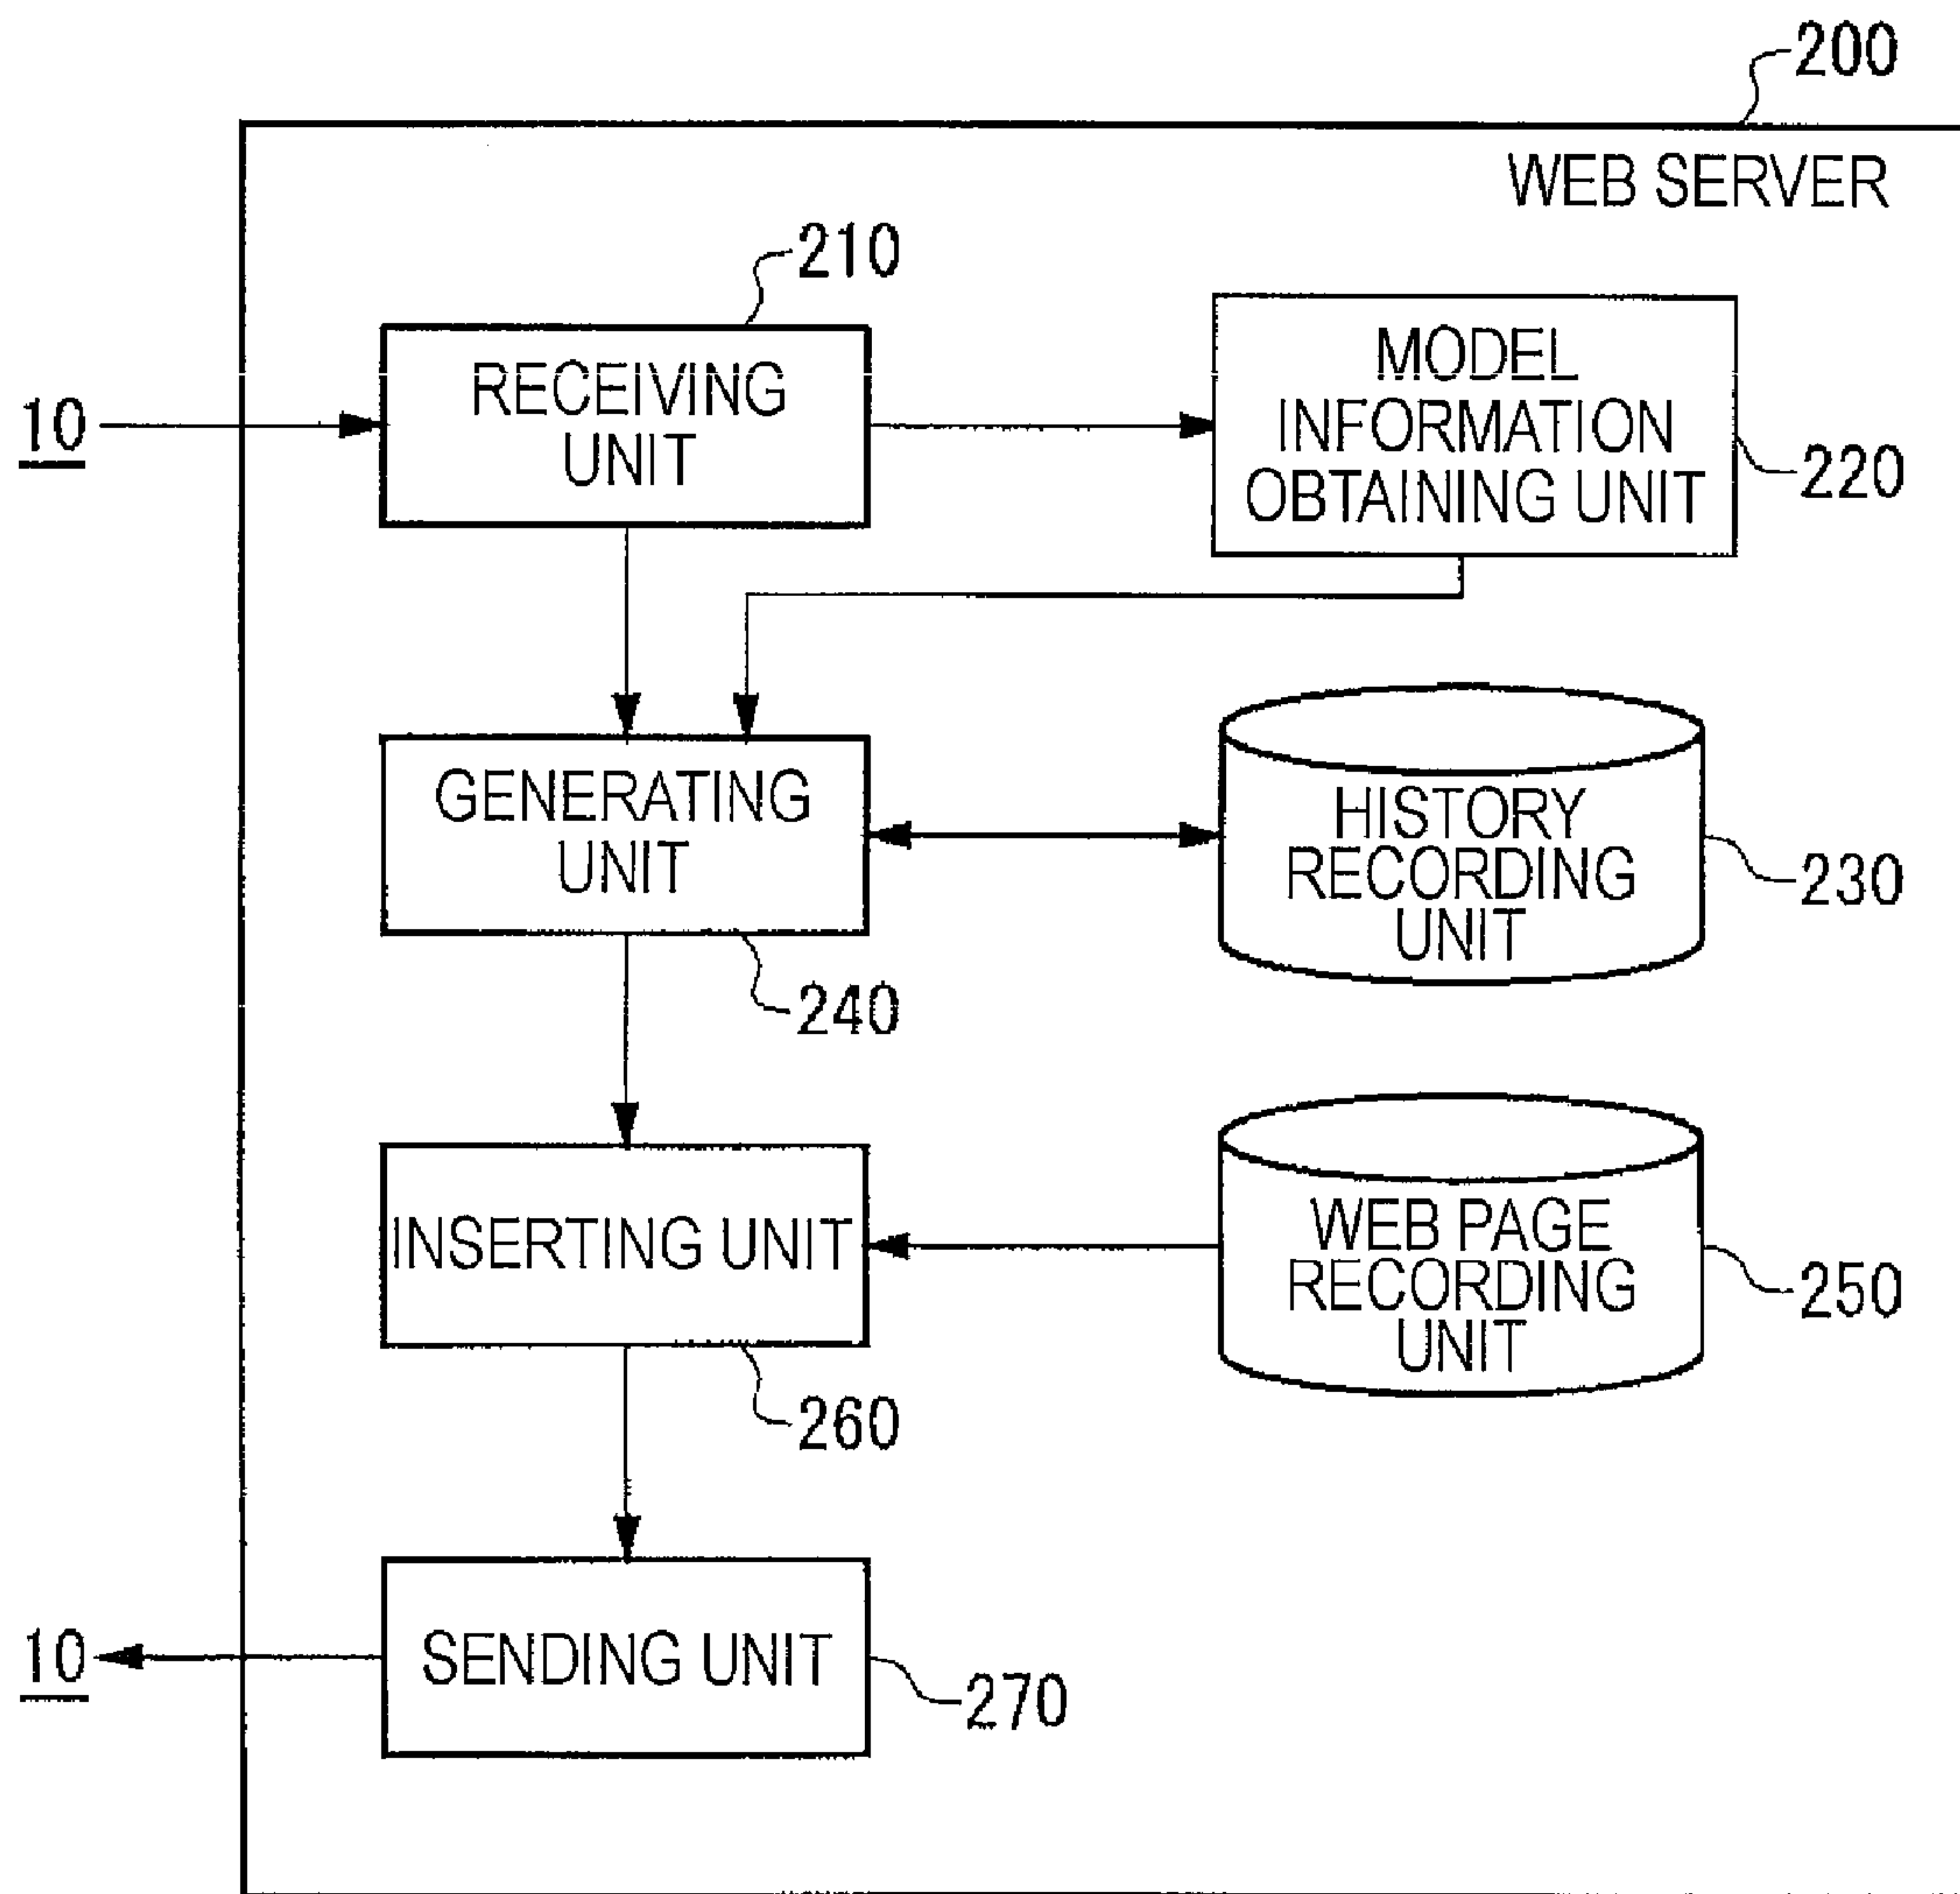 200
WEB SERVER
210
RECEIVING
UNIT
MODEL
INFORMATION
OBTAINING UNIT
10
220
GENERATING
UNIT
HISTORY
RECORDING
UNIT
230
240
INSERTING UNIT
WEB PAGE
RECORDING
UNIT
250
260
SENDING UNIT
10
270